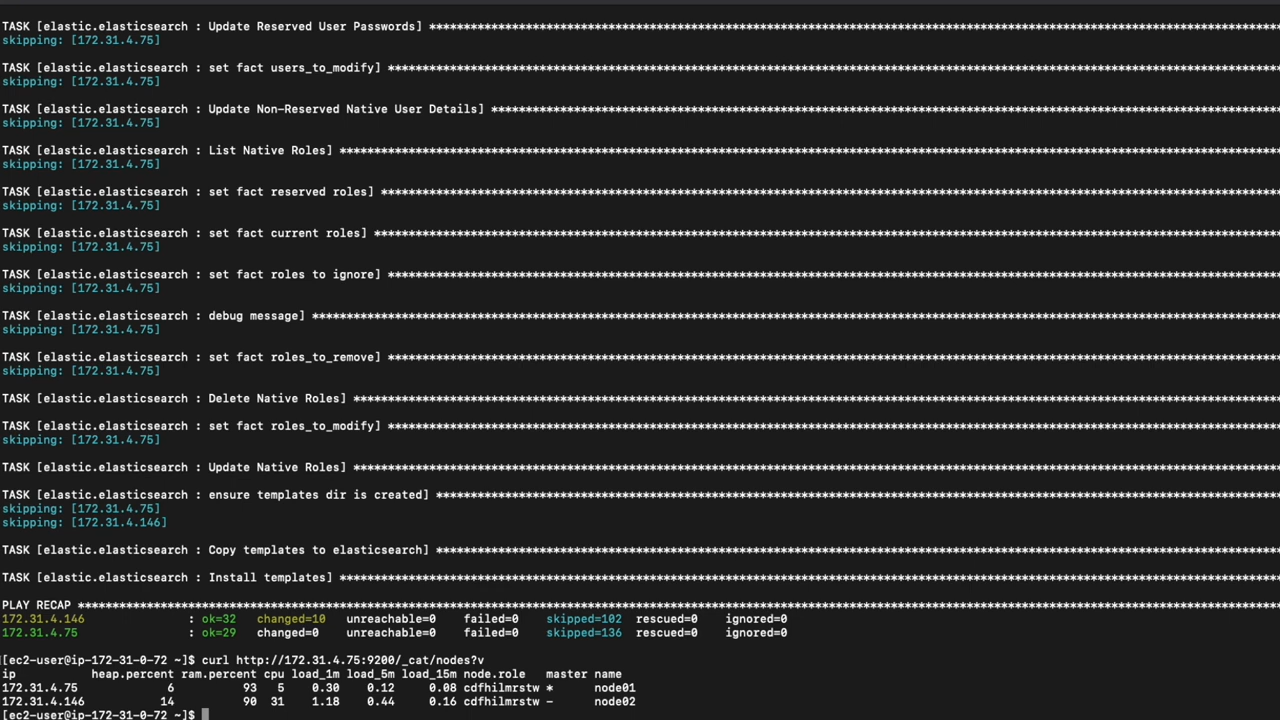 TASK [elastic.elasticsearch : Update Reserved User Passwords] ****************************************************************************************************************************
skipping: [172.31.4.75]
TASK [elastic.elasticsearch : set fact users_to_modify] **********************************************************************************************************************************
skipping: [172.31.4.75]
TASK [elastic.elasticsearch : Update Non-Reserved Native User Details] *******************************************************************************************************************
skipping: [172.31.4.75]
TASK [elastic.elasticsearch : List Native Roles] *****************************************************************************************************************************************
skipping: [172.31.4.75]
TASK [elastic.elasticsearch : set fact reserved roles] ***********************************************************************************************************************************
skipping: [172.31.4.75]
TASK [elastic.elasticsearch : set fact current roles] ************************************************************************************************************************************
skipping: [172.31.4.75]
TASK [elastic.elasticsearch : set fact roles to ignore] **********************************************************************************************************************************
skipping: [172.31.4.75]
TASK [elastic.elasticsearch : debug message] *********************************************************************************************************************************************
skipping: [172.31.4.75]
TASK [elastic.elasticsearch : set fact roles_to_remove] **********************************************************************************************************************************
skipping: [172.31.4.75]
TASK [elastic.elasticsearch : Delete Native Roles] ***************************************************************************************************************************************
TASK [elastic.elasticsearch : set fact roles_to_modify] **********************************************************************************************************************************
skipping: [172.31.4.75]
TASK [elastic.elasticsearch : Update Native Roles] ***************************************************************************************************************************************
TASK [elastic.elasticsearch : ensure templates dir is created] ***************************************************************************************************************************
skipping: [172.31.4.75]
skipping: [172.31.4.146]
TASK [elastic.elasticsearch : Copy templates to elasticsearch] ***************************************************************************************************************************
TASK [elastic.elasticsearch : Install templates] *****************************************************************************************************************************************
PLAY RECAP *******************************************************************************************************************************************************************************
172.31.4.146 : ok=32 changed=10 unreachable=0 failed=0 skipped=102 rescued=0 ignored=0
172.31.4.75 : ok=29 changed=0 unreachable=0 failed=0 skipped=136 rescued=0 ignored=0
[ec2-user@ip-172-31-0-72 ~]$ curl http://172.31.4.75:9200/_cat/nodes?v
ip heap.percent ram.percent cpu load_1m load_5m load_15m node.role master name
172.31.4.75 6 93 5 0.30 0.12 0.08 cdfhilmrstw * node01
172.31.4.146 14 90 31 1.18 0.44 0.16 cdfhilmrstw - node02
[ec2-user@ip-172-31-0-72 ~]$